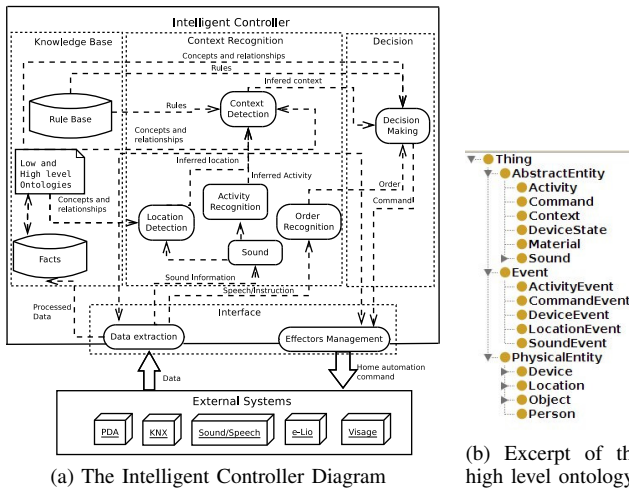 Intelligent Controller
Knowledge Base
Context Recognition
Decision
Concepts and relationships
Rules
Infered context
Rule Base
Rules
Context
Detection
Decision
Making
Concepts and
relationships
Inferred location
Low and
High level
Ontologies
Inferred Activity
Order
Concepts and
relationships
Activity
Recognition
Command
Location
Detection
Order
Recognition
Sound
Facts
Sound Information
Speech/Instruction
Processed
Data
Interface
Data extraction
Effectors Management
Data
Home automation
command
External Systems
PDA
KNX
Sound/Speech
e-Lio
Visage
(a) The Intelligent Controller Diagram
Thing
AbstractEntity
Activity
Command
Context
DeviceState
Material
Sound
Event
ActivityEvent
CommandEvent
DeviceEvent
LocationEvent
SoundEvent
PhysicalEntity
Device
Location
Object
Person
(b) Excerpt of th
high level ontology